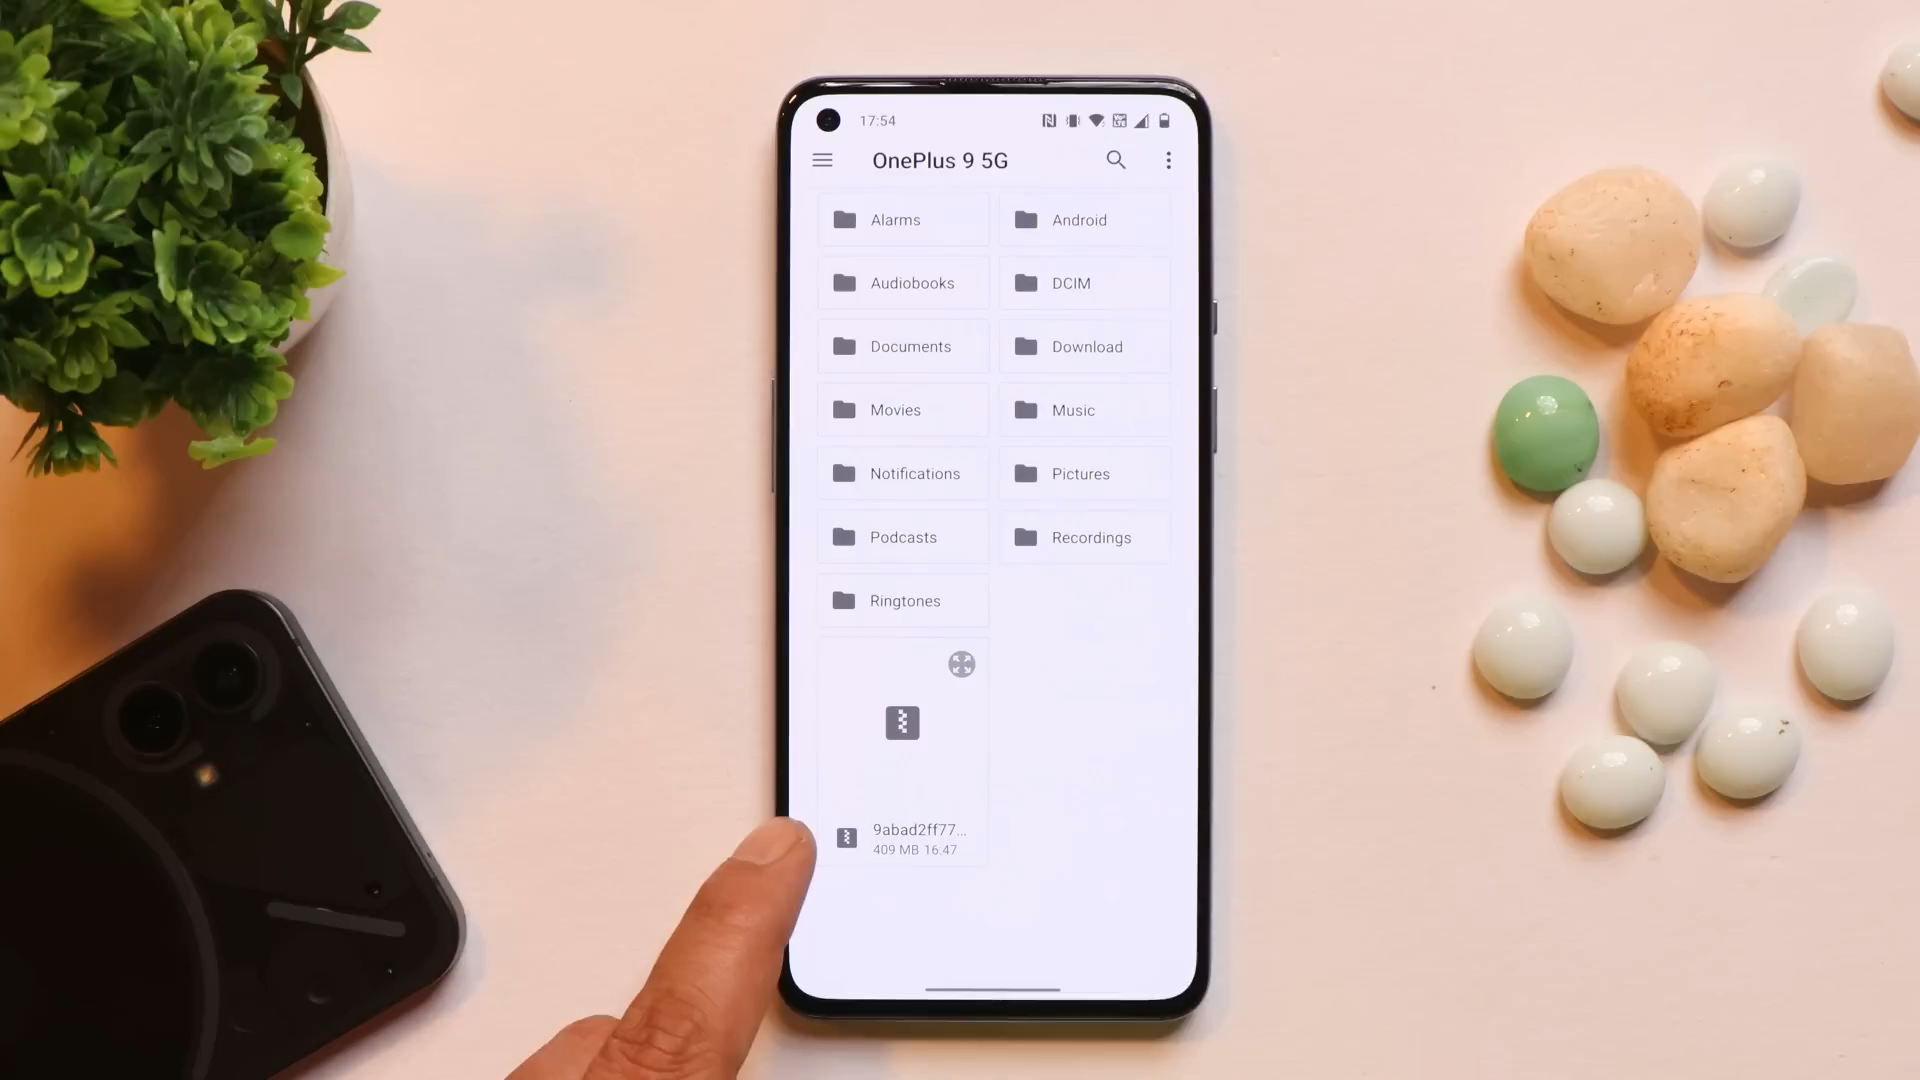 17:54
OnePlus 9 5G
Alarms
Android
Audiobooks
DCIM
Documents
Download
Movies
Music
Notifications
Pictures
Podcasts
Recordings
Ringtones
9abad2ff77...
409 MB 16:47